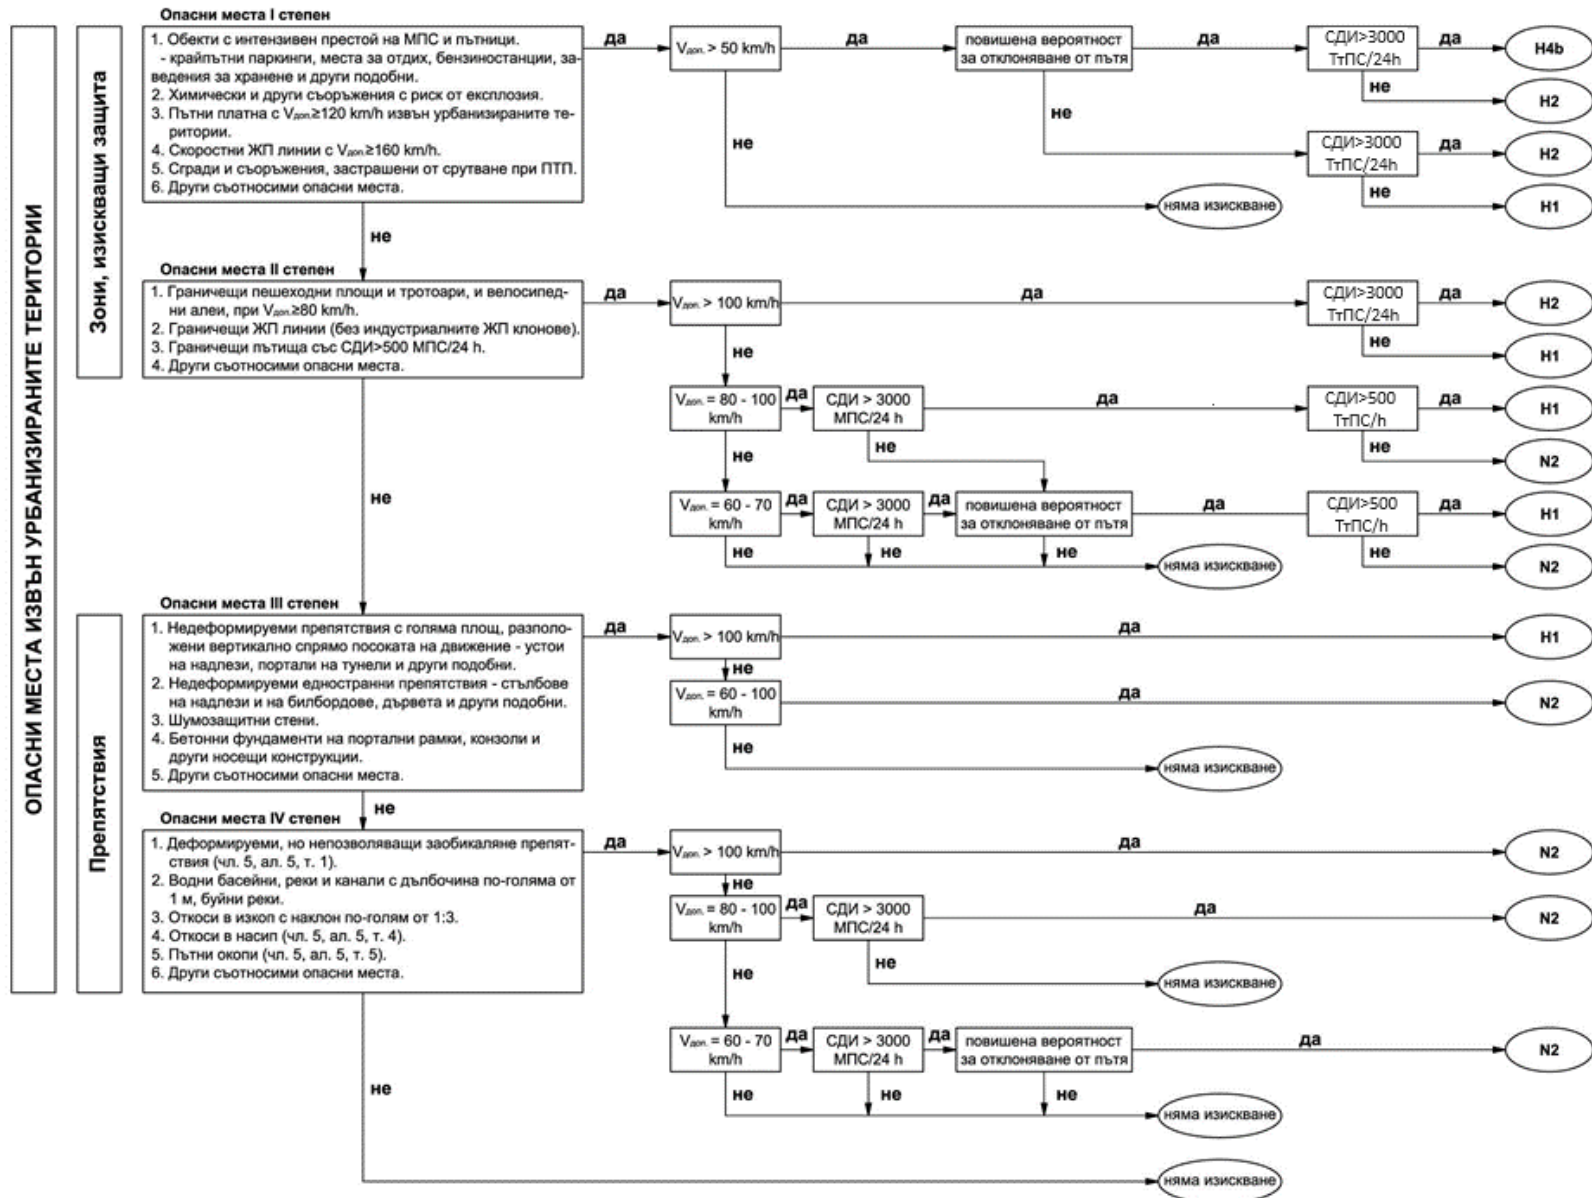 ОПАСНИ МЕСТА ИЗВЪН УРБАНИЗИРАНИТЕ ТЕРИТОРИИ
Зони, изискващи защита
Опасни места I степен
1. Обекти с интензивен престой на МПС и пътници.
- крайпътни паркинги, места за отдих, бензиностанции, за-
ведения за хранене и други подобни.
2. Химически и други съоръжения с риск от експлозия.
3. Пътни платна с Vдоп.≥120 km/h извън урбанизираните те-
ритории.
4. Скоростни ЖП линии с Vдоп.≥160 km/h.
5. Сгради и съоръжения, застрашени от срутване при ПТП.
6. Други съотносими опасни места.
да
Vдоп. > 50 km/h
да
повишена вероятност
за отклоняване от пътя
да
СДИ>3000
ТтПС/24h
да
H4b
не
H2
не
СДИ>3000
ТтПС/24h
да
H2
не
H1
не
няма изискване
не
Опасни места II степен
1. Граничещи пешеходни площи и тротоари, и велосипед-
ни алеи, при Vдоп.≥80 km/h.
2. Граничещи ЖП линии (без индустриалните ЖП клонове).
3. Граничещи пътища със СДИ>500 МПС/24 h.
4. Други съотносими опасни места.
да
Vдоп. > 100 km/h
да
СДИ>3000
ТтПС/24h
да
H2
не
H1
не
Vдоп. = 80 - 100
km/h
да
СДИ > 3000
МПС/24 h
да
СДИ>500
ТтПС/h
да
H1
не
N2
не
не
Vдоп. = 60 - 70
km/h
да
СДИ > 3000
МПС/24 h
да
повишена вероятност
за отклоняване от пътя
да
СДИ>500
ТтПС/h
да
H1
не
N2
не
не
не
няма изискване
не
Препятствия
Опасни места III степен
1. Недеформируеми препятствия с голяма площ, разполо-
жени вертикално спрямо посоката на движение - устои
на надлези, портали на тунели и други подобни.
2. Недеформируеми едностранни препятствия - стълбове
на надлези и на билбордове, дървета и други подобни.
3. Шумозащитни стени.
4. Бетонни фундаменти на портални рамки, конзоли и
други носещи конструкции.
5. Други съотносими опасни места.
да
Vдоп. > 100 km/h
да
H1
не
Vдоп. = 60 - 100
km/h
да
N2
не
няма изискване
не
Опасни места IV степен
1. Деформируеми, но непозволяващи заобикаляне препят-
ствия (чл. 5, ал. 5, т. 1).
2. Водни басейни, реки и канали с дълбочина по-голяма от
1 м, буйни реки.
3. Откоси в изкоп с наклон по-голям от 1:3.
4. Откоси в насип (чл. 5, ал. 5, т. 4).
5. Пътни окопи (чл. 5, ал. 5, т. 5).
6. Други съотносими опасни места.
да
Vдоп. > 100 km/h
да
N2
не
Vдоп. = 80 - 100
km/h
да
СДИ > 3000
МПС/24 h
да
N2
не
няма изискване
не
Vдоп. = 60 - 70
km/h
да
СДИ > 3000
МПС/24 h
да
повишена вероятност
за отклоняване от пътя
да
N2
не
не
не
няма изискване
не
няма изискване